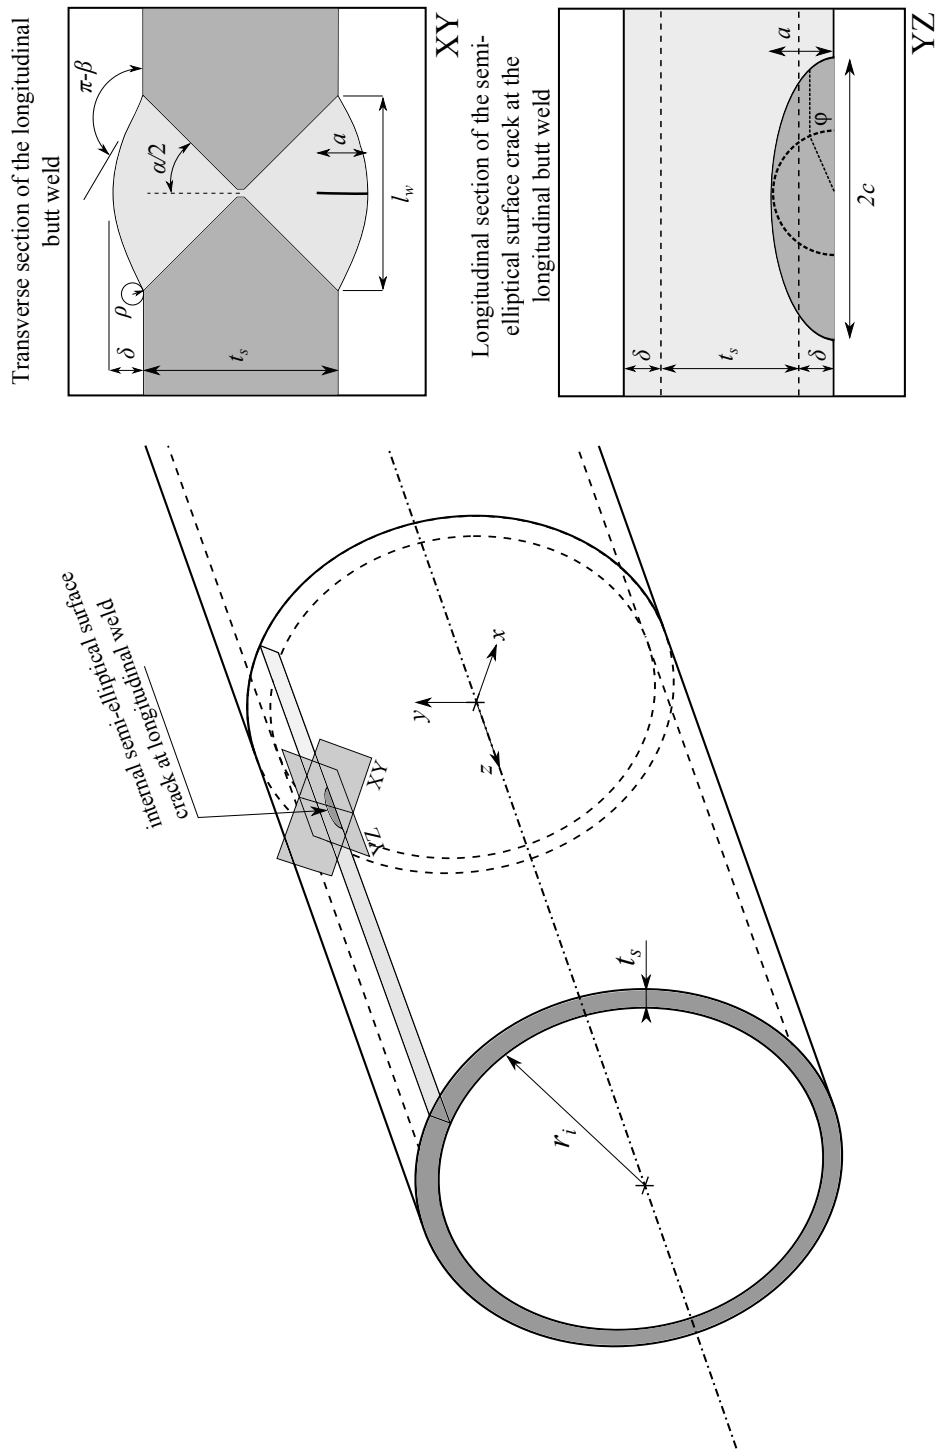 Transverse section of the longitudinal
butt weld
π-β
α/2
ρ
δ
t_s
a
l_w
XY
Longitudinal section of the semi-
elliptical surface crack at the
longitudinal butt weld
δ
t_s
δ
a
φ
2c
YZ
internal semi-elliptical surface
crack at longitudinal weld
XY
YZ
y
x
z
t_s
r_i